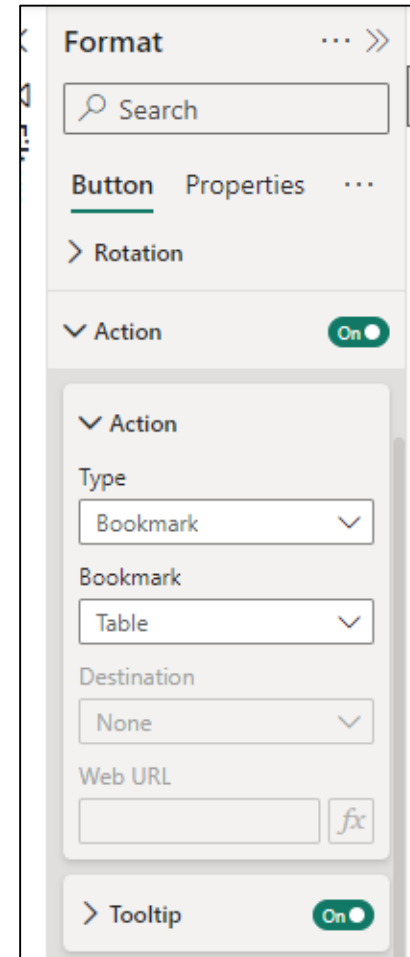 Format
Search
Button Properties
Rotation
Action On
Action
Type
Bookmark
Bookmark
Table
Destination
None
Web URL
fx
Tooltip On